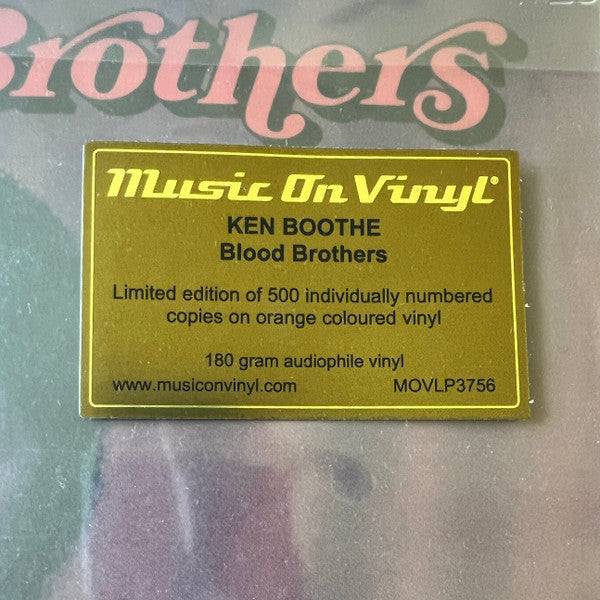 Brothers
Music On Vinyl®
KEN BOOTHE
Blood Brothers
Limited edition of 500 individually numbered
copies on orange coloured vinyl
180 gram audiophile vinyl
www.musiconvinyl.com MOVLP3756